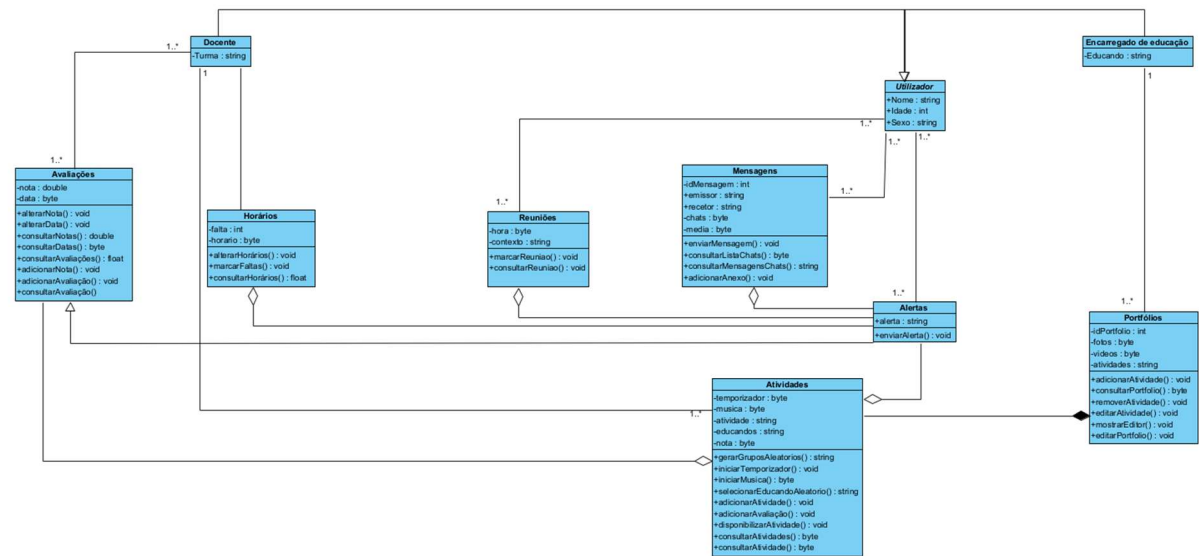 Docente
-Turma : string
Encarregado de educação
-Educando : string
Utilizador
+Nome : string
+Idade : int
+Sexo : string
1..*
1
1
1..*
1..*
1..*
1..*
1..*
Avaliações
-nota : double
-data : byte
+alterarNota() : void
+alterarData() : void
+consultarNotas() : double
+consultarDatas() : byte
+consultarAvaliações() : float
+adicionarNota() : void
+adicionarAvaliação() : void
+consultarAvaliação()
Horários
-falta : int
-horario : byte
+alterarHorários() : void
+marcarFaltas() : void
+consultarHorários() : float
1..*
Reuniões
-hora : byte
-contexto : string
+marcarReuniao() : void
+consultarReuniao() : void
Mensagens
-idMensagem : int
+emissor : string
+recetor : string
-chats : byte
-media : byte
+enviarMensagem() : void
+consultarListaChats() : byte
+consultarMensagensChats() : string
+adicionarAnexo() : void
1..*
Alertas
+alerta : string
+enviarAlerta() : void
1..*
Portfólios
-idPortfolio : int
-fotos : byte
-videos : byte
-atividades : string
+adicionarAtividade() : void
+consultarPortfolio() : byte
+removerAtividade() : void
+editarAtividade() : void
+mostrarEditor() : void
+editarPortfolio() : void
1..*
Atividades
-temporizador : byte
-musica : byte
-atividade : string
-educandos : string
-nota : byte
+gerarGruposAleatorios() : string
+iniciarTemporizador() : void
+iniciarMusica() : byte
+selecionarEducandoAleatorio() : string
+adicionarAtividade() : void
+adicionarAvaliação() : void
+disponibilizarAtividade() : void
+consultarAtividades() : byte
+consultarAtividade() : byte